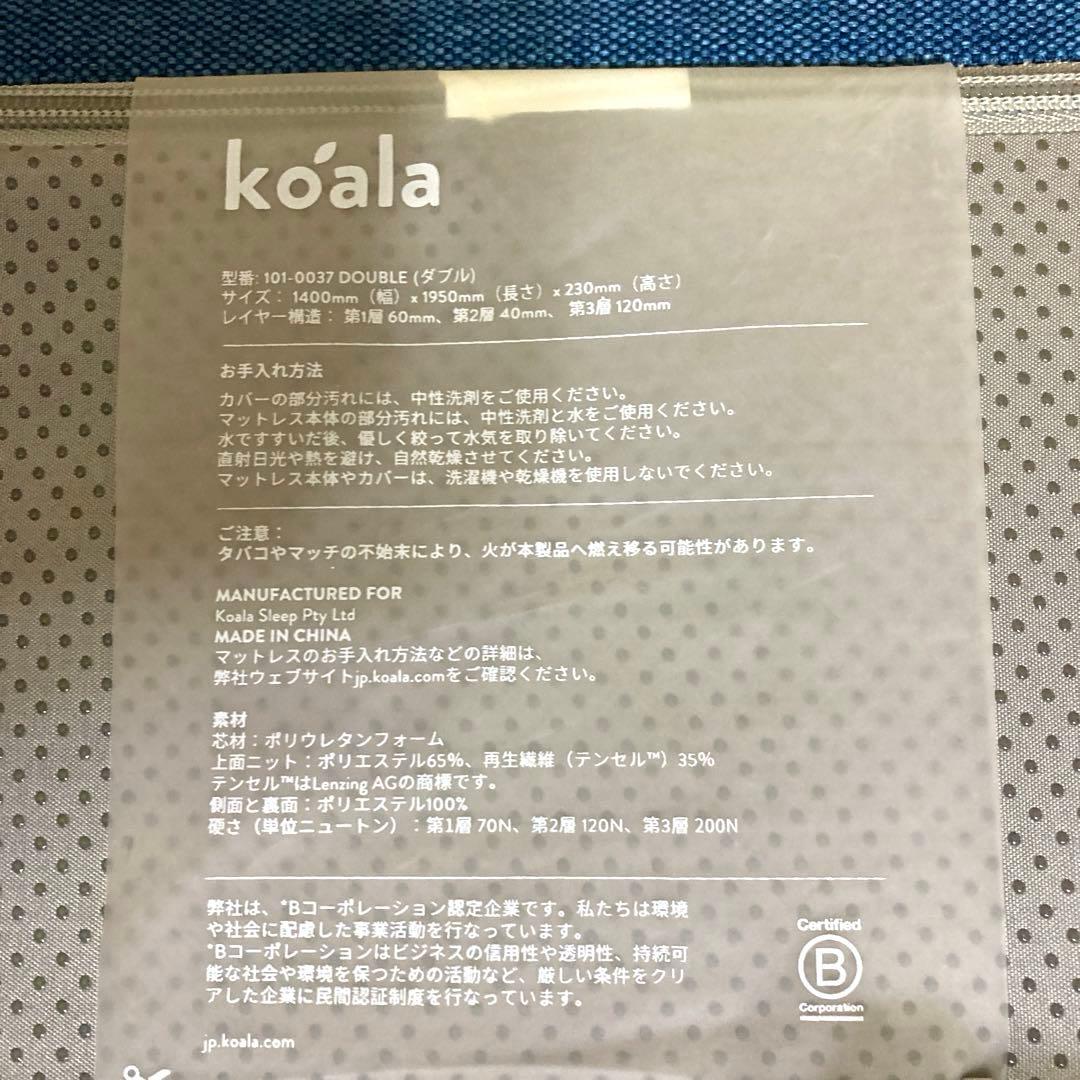 koala
型番: 101-0037 DOUBLE (ダブル)
サイズ： 1400mm（幅）x 1950mm（長さ）x 230mm（高さ）
レイヤー構造： 第1層 60mm、第2層 40mm、 第3層 120mm
お手入れ方法
カバーの部分汚れには、中性洗剤をご使用ください。
マットレス本体の部分汚れには、中性洗剤と水をご使用ください。
水ですすいだ後、優しく絞って水気を取り除いてください。
直射日光や熱を避け、自然乾燥させてください。
マットレス本体やカバーは、洗濯機や乾燥機を使用しないでください。
ご注意：
タバコやマッチの不始末により、火が本製品へ燃え移る可能性があります。
MANUFACTURED FOR
Koala Sleep Pty Ltd
MADE IN CHINA
マットレスのお手入れ方法などの詳細は、
弊社ウェブサイトjp.koala.comをご確認ください。
素材
芯材：ポリウレタンフォーム
上面ニット：ポリエステル65%、再生繊維（テンセル™）35%
テンセル™はLenzing AGの商標です。
側面と裏面：ポリエステル100%
硬さ（単位ニュートン）：第1層 70N、第2層 120N、第3層 200N
弊社は、*Bコーポレーション認定企業です。私たちは環境
や社会に配慮した事業活動を行なっています。
*Bコーポレーションはビジネスの信用性や透明性、持続可
能な社会や環境を保つための活動など、厳しい条件をクリ
アした企業に民間認証制度を行なっています。
Certified
B
Corporation
jp.koala.com